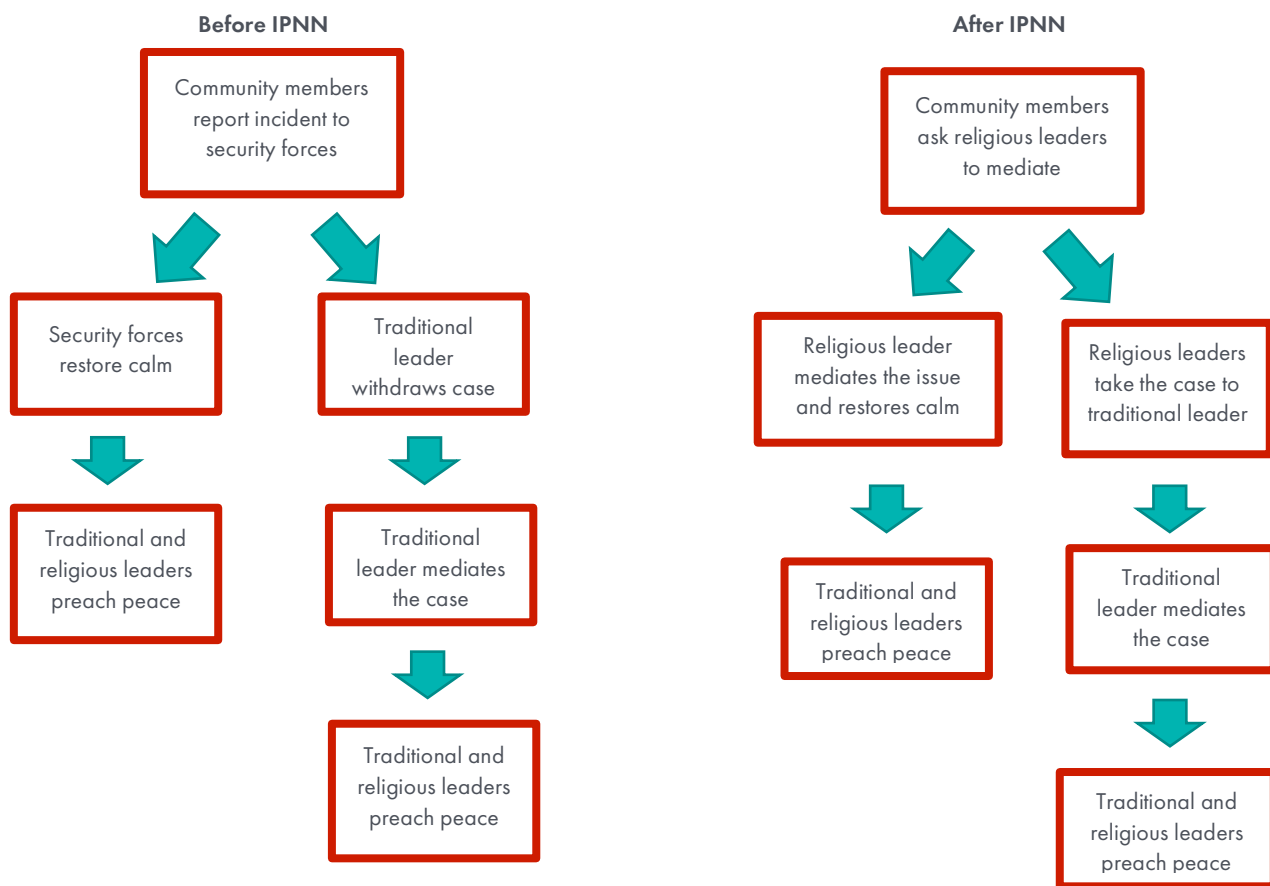 Before IPNN
Community members
report incident to
security forces
Security forces
restore calm
Traditional
leader
withdraws case
Traditional and
religious leaders
preach peace
Traditional
leader mediates
the case
Traditional and
religious leaders
preach peace
After IPNN
Community members
ask religious leaders
to mediate
Religious leader
mediates the issue
and restores calm
Religious leaders
take the case to
traditional leader
Traditional and
religious leaders
preach peace
Traditional
leader mediates
the case
Traditional and
religious leaders
preach peace